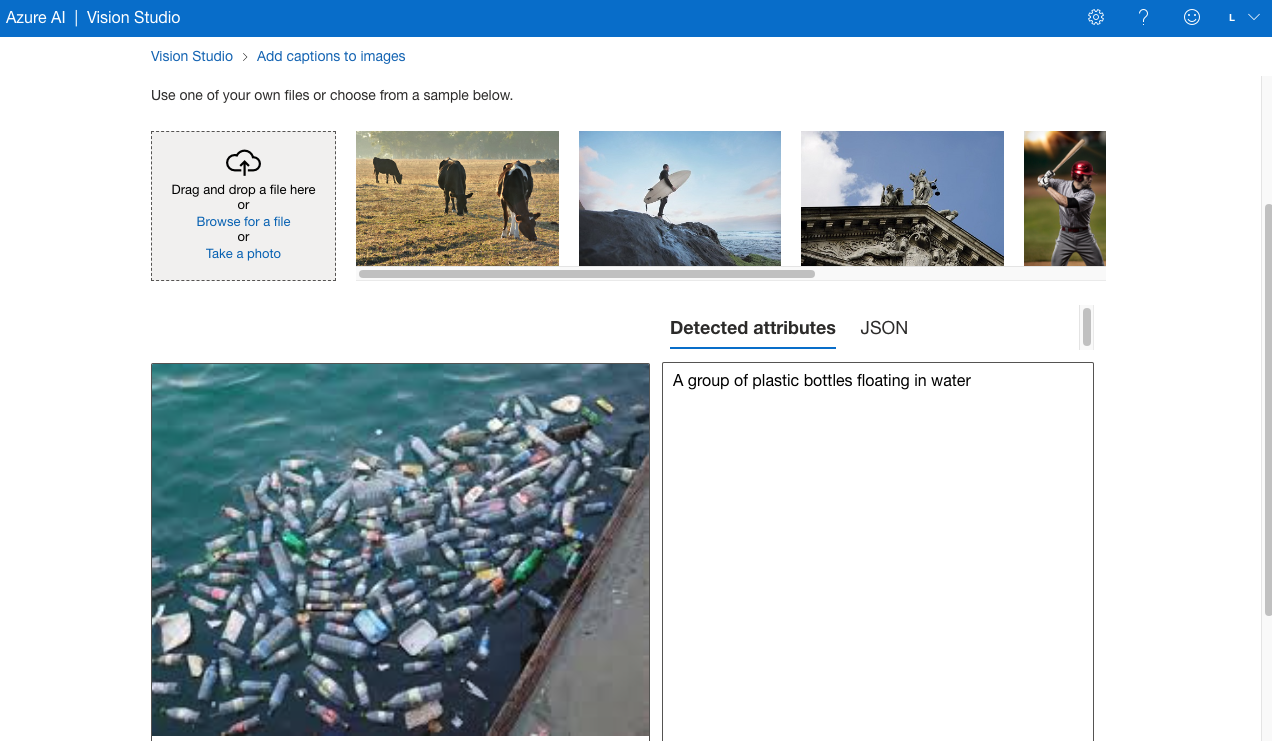 Azure AI | Vision Studio
L
Vision Studio > Add captions to images
Use one of your own files or choose from a sample below.
Drag and drop a file here
or
Browse for a file
or
Take a photo
Detected attributes JSON
A group of plastic bottles floating in water